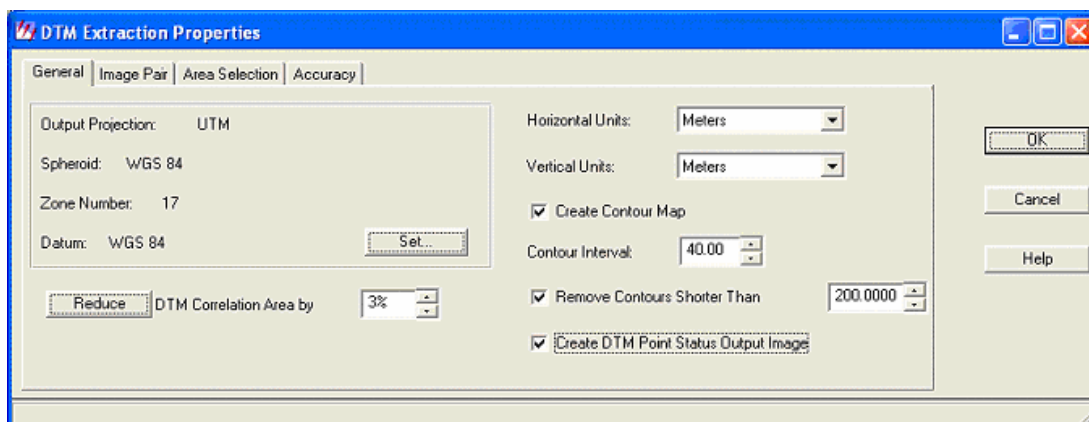 DTM Extraction Properties
General Image Pair Area Selection Accuracy
Output Projection: UTM
Spheroid: WGS 84
Zone Number: 17
Datum: WGS 84
Set...
Reduce DTM Correlation Area by 3%
Horizontal Units: Meters
Vertical Units: Meters
Create Contour Map
Contour Interval: 40.00
Remove Contours Shorter Than 200.0000
Create DTM Point Status Output Image
OK
Cancel
Help